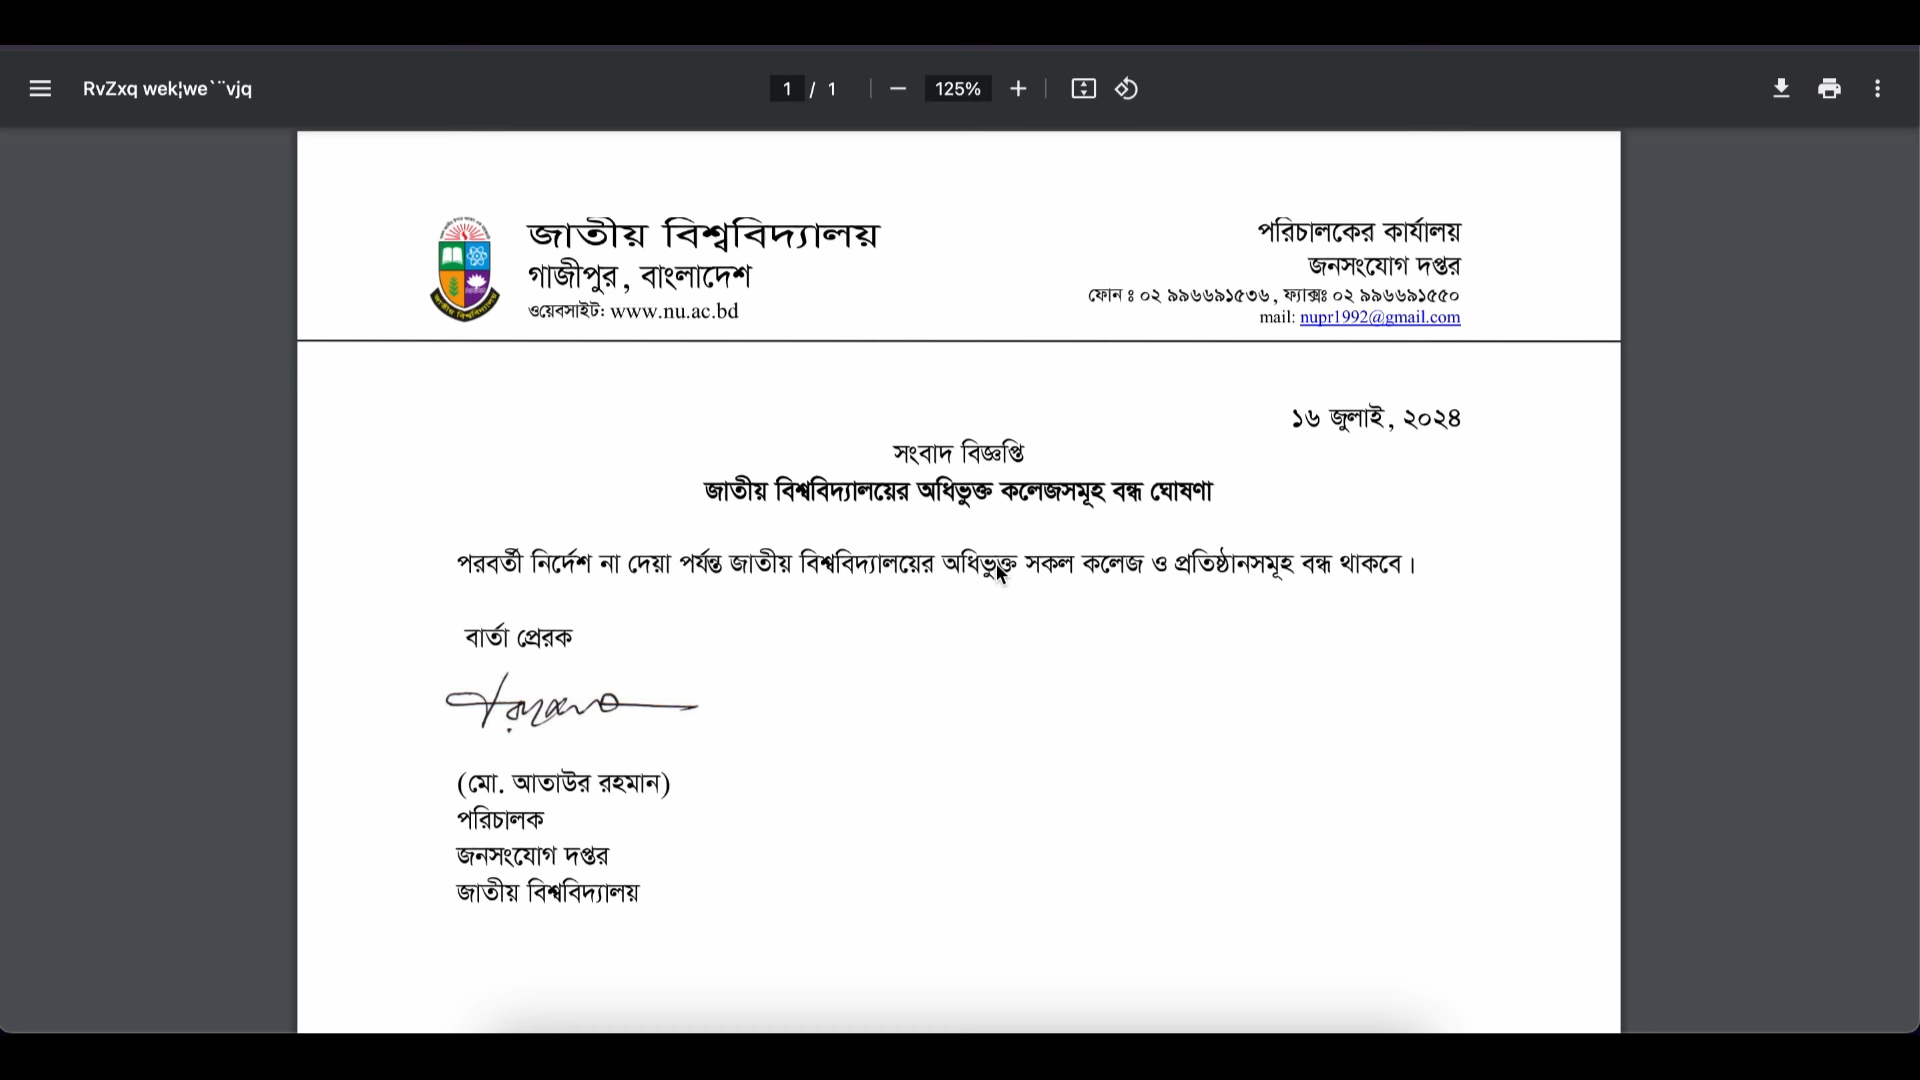 RvZxq wek¦we`¨vjq
1 / 1
125%
জাতীয় বিশ্ববিদ্যালয়
গাজীপুর, বাংলাদেশ
ওয়েবসাইট: www.nu.ac.bd
পরিচালকের কার্যালয়
জনসংযোগ দপ্তর
ফোন ঃ ০২ ৯৯৬৬৯১৫৩৬, ফ্যাক্সঃ ০২ ৯৯৬৬৯১৫৫০
mail: nupr1992@gmail.com
১৬ জুলাই, ২০২৪
সংবাদ বিজ্ঞপ্তি
জাতীয় বিশ্ববিদ্যালয়ের অধিভুক্ত কলেজসমূহ বন্ধ ঘোষণা
পরবর্তী নির্দেশ না দেয়া পর্যন্ত জাতীয় বিশ্ববিদ্যালয়ের অধিভুক্ত সকল কলেজ ও প্রতিষ্ঠানসমূহ বন্ধ থাকবে।
বার্তা প্রেরক
(মো. আতাউর রহমান)
পরিচালক
জনসংযোগ দপ্তর
জাতীয় বিশ্ববিদ্যালয়